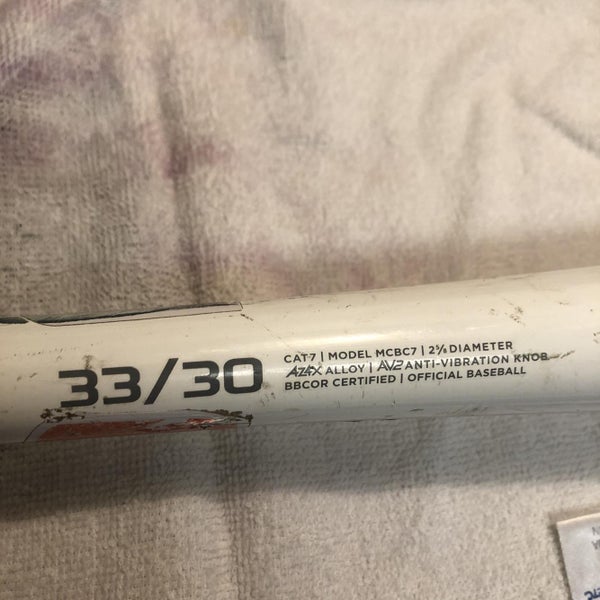 33/30
CAT7 | MODEL MCBC7 | 2⅝ DIAMETER
AZ4X ALLOY | AV2 ANTI-VIBRATION KNOB
BBCOR CERTIFIED | OFFICIAL BASEBALL